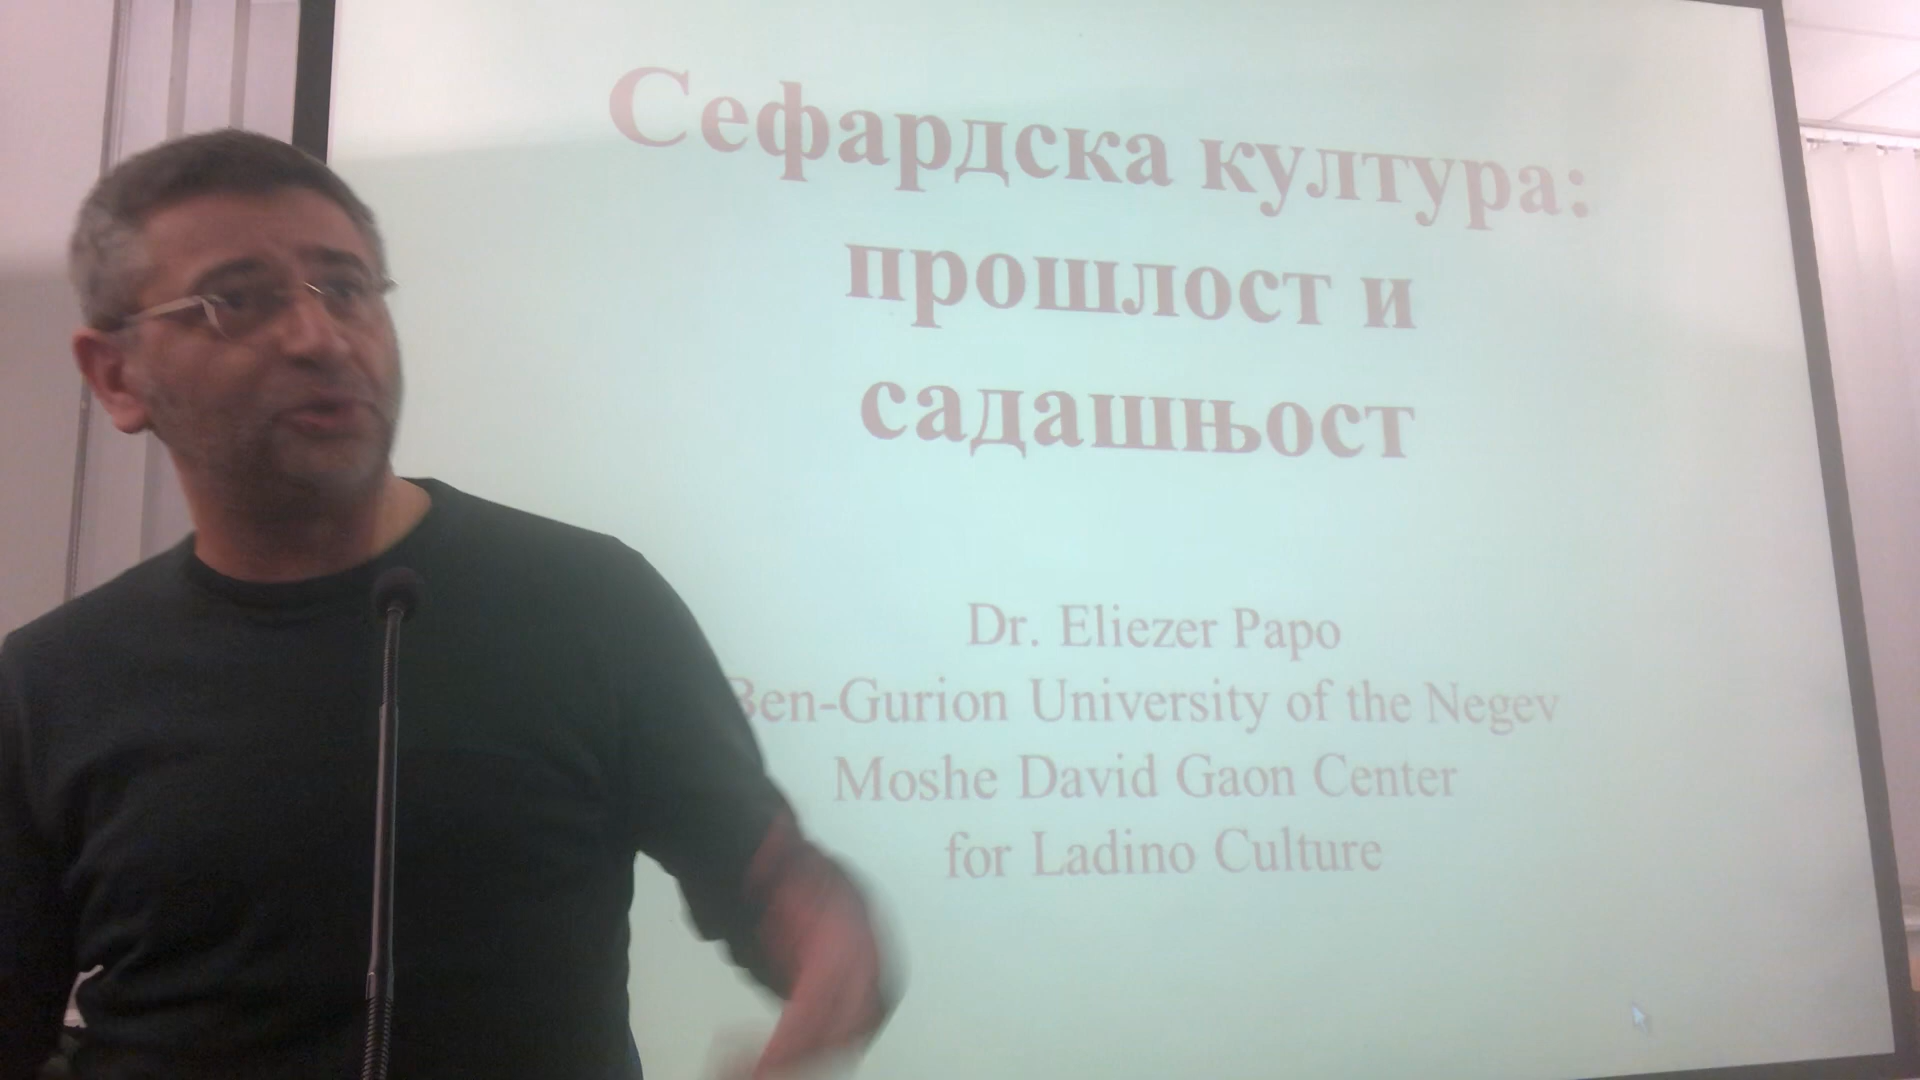 Сефардска култура:
прошлост и
садашњост
Dr. Eliezer Papo
Ben-Gurion University of the Negev
Moshe David Gaon Center
for Ladino Culture